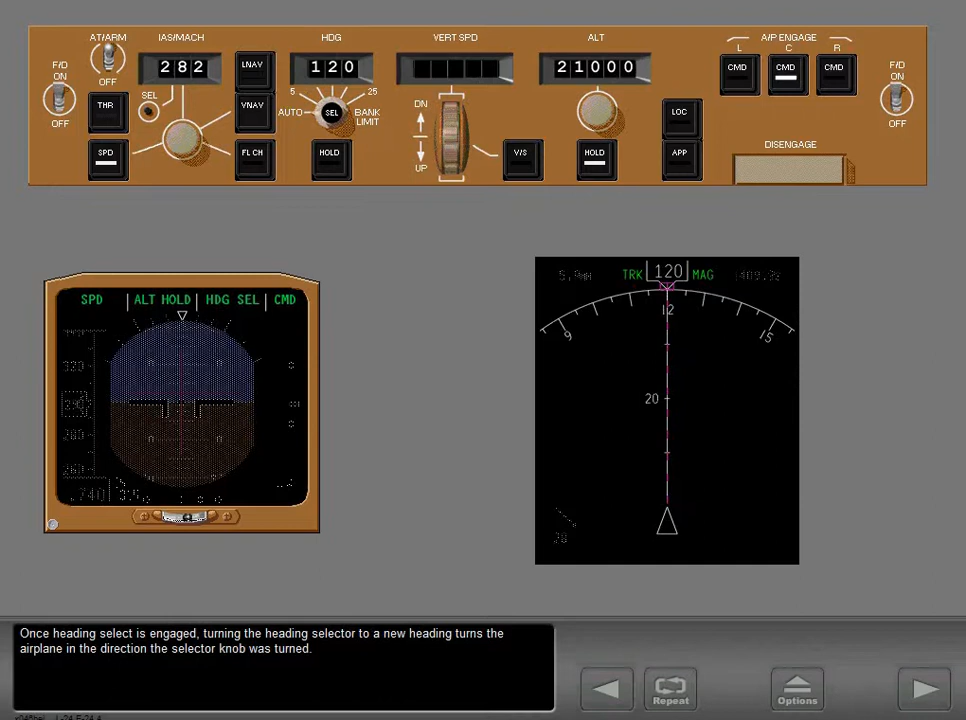 AT/ARM IAS/MACH HDG VERT SPD ALT A/P ENGAGE
L C R
F/D ON F/D ON
OFF
282 120 21000
LNAV CMD CMD CMD
SEL 5 25
THR VNAV AUTO SEL BANK LIMIT DN LOC
OFF OFF
DISENGAGE
SPD FL CH HOLD UP V/S HOLD APP
SPD ALT HOLD HDG SEL CMD
320
260
.740
TRK 120 MAG
9 12 15
20
Once heading select is engaged, turning the heading selector to a new heading turns the
airplane in the direction the selector knob was turned.
Repeat Options